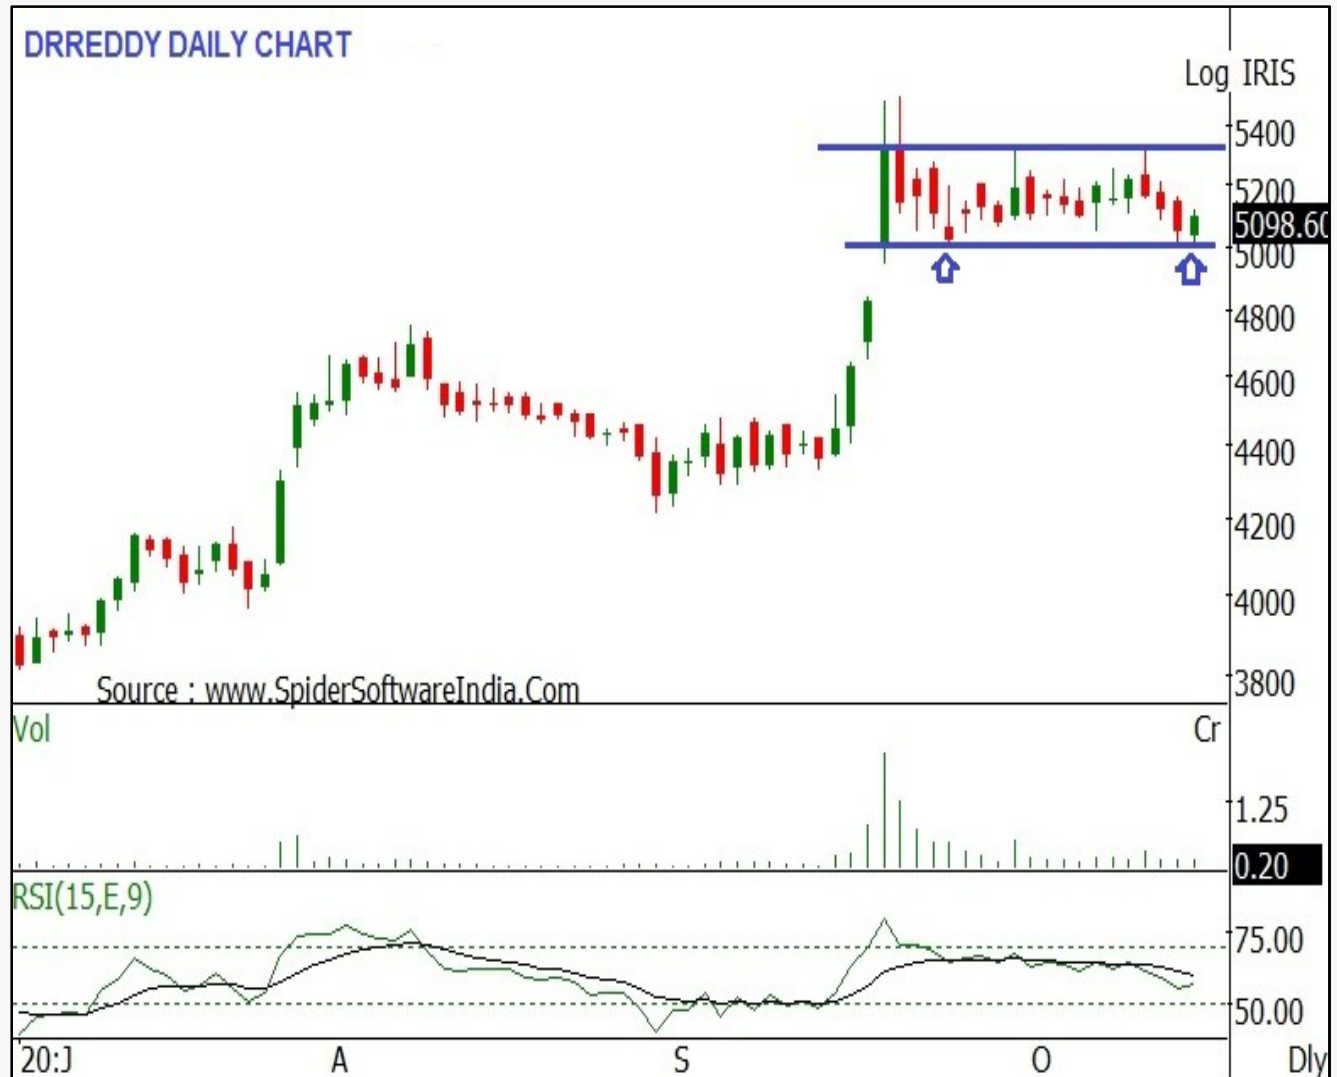 DRREDDY DAILY CHART
Log IRIS
5400
5200
5098.60
5000
4800
4600
4400
4200
4000
3800
Source : www.SpiderSoftwareIndia.Com
Vol
Cr
1.25
0.20
RSI(15,E,9)
75.00
50.00
20:J A S O Dly